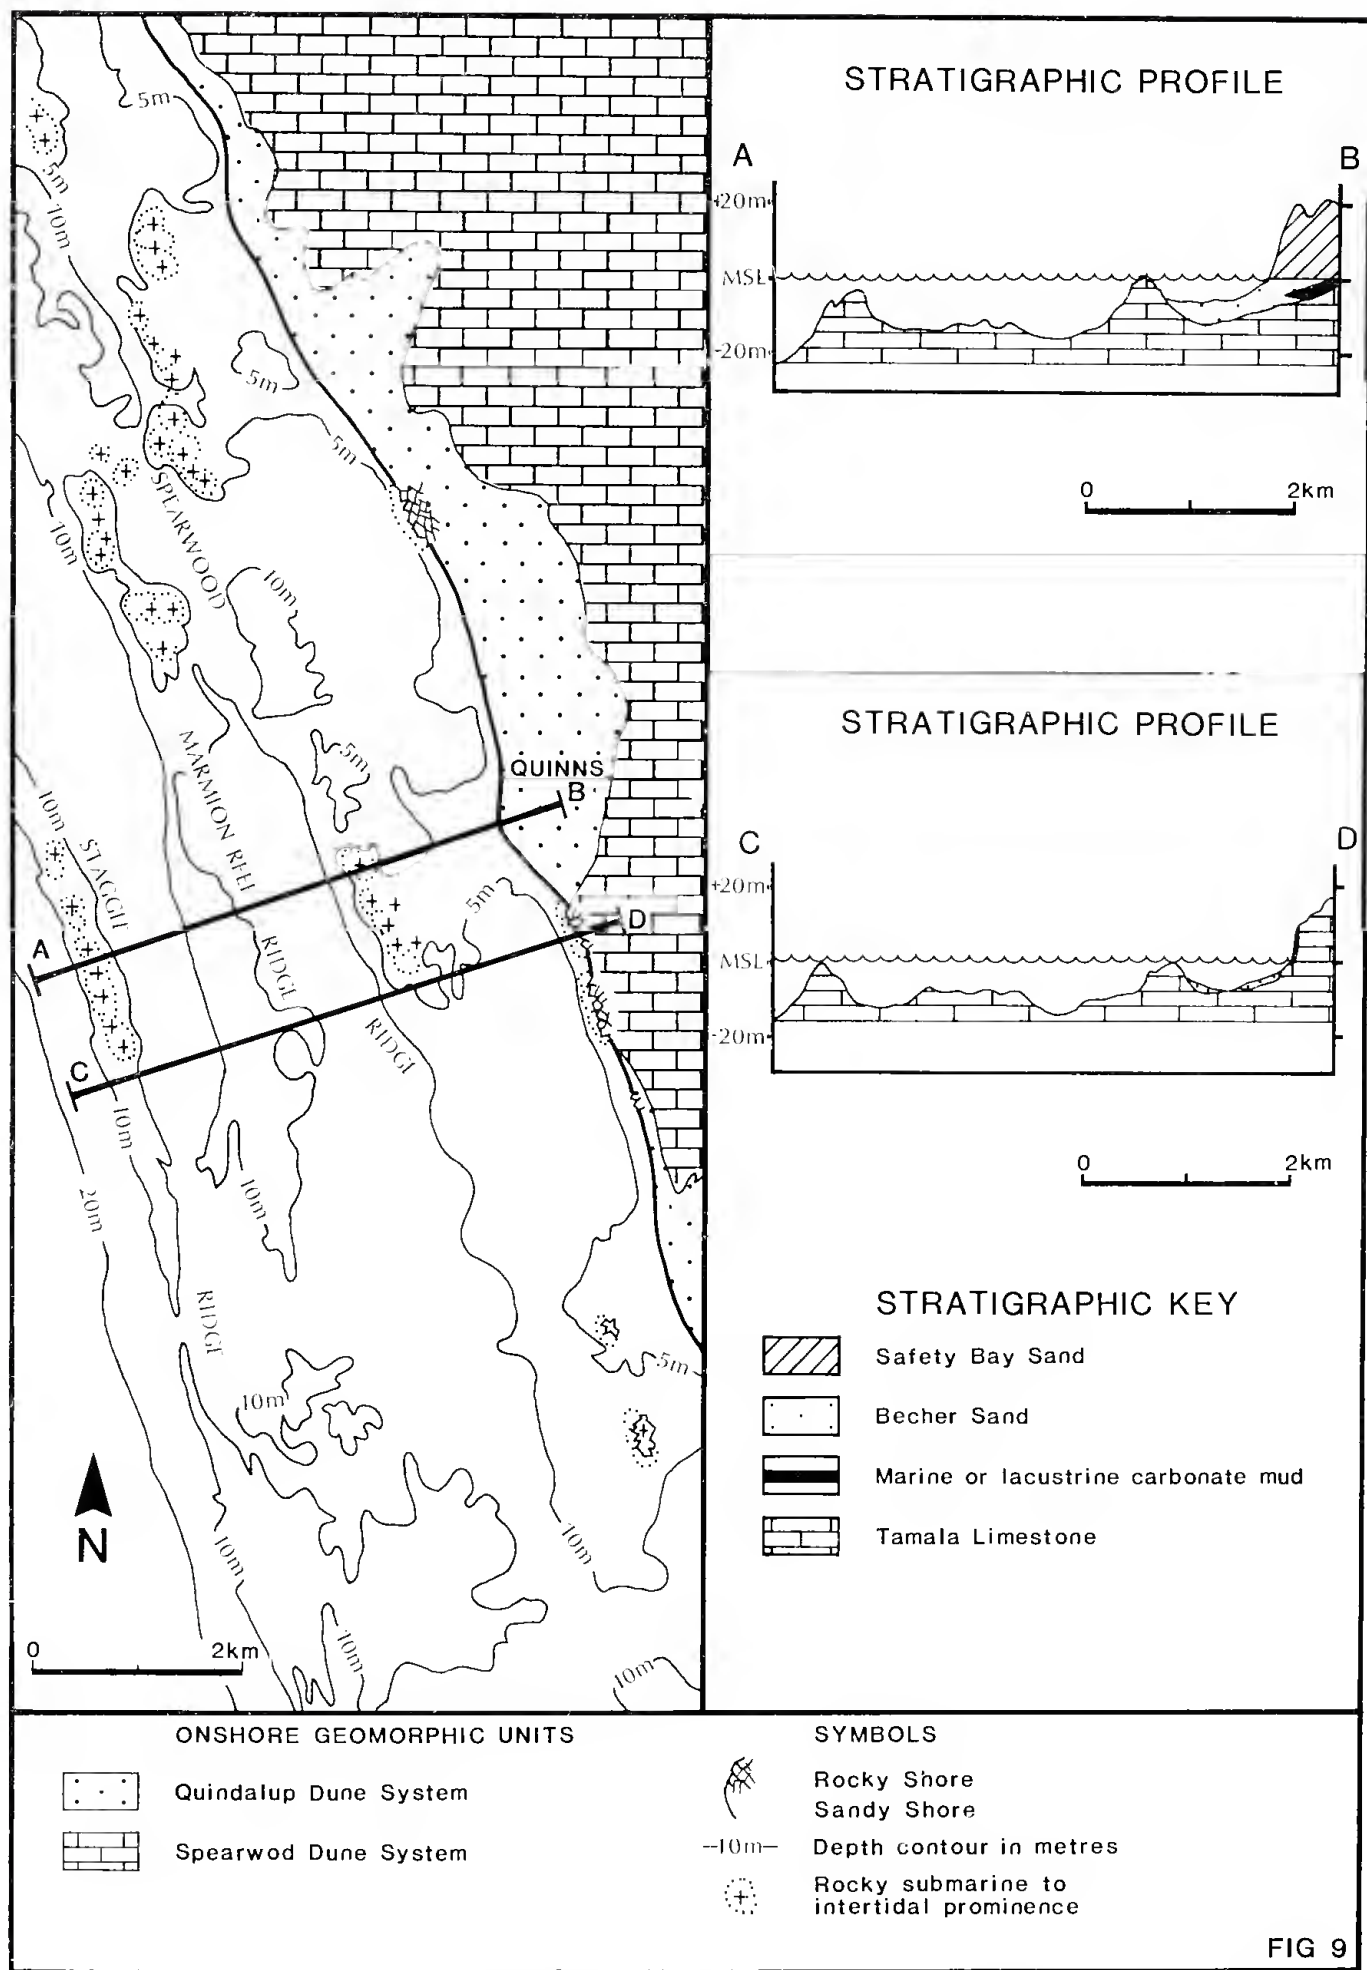 5m
5m
10m
5m
5m
10m
SPEARWOOD
10m
5m
MARMION REEF
QUINNS
B
10m
STAGGIE
5m
A
D
RIDGE
RIDGE
C
10m
20m
10m
RIDGE
10m
5m
N
10m
10m
10m
10m
0 2km
STRATIGRAPHIC PROFILE
A B
+20m
MSL
-20m
0 2km
STRATIGRAPHIC PROFILE
C D
+20m
MSL
-20m
0 2km
STRATIGRAPHIC KEY
Safety Bay Sand
Becher Sand
Marine or lacustrine carbonate mud
Tamala Limestone
ONSHORE GEOMORPHIC UNITS
Quindalup Dune System
Spearwod Dune System
SYMBOLS
Rocky Shore
Sandy Shore
--10m- Depth contour in metres
Rocky submarine to
intertidal prominence
FIG 9